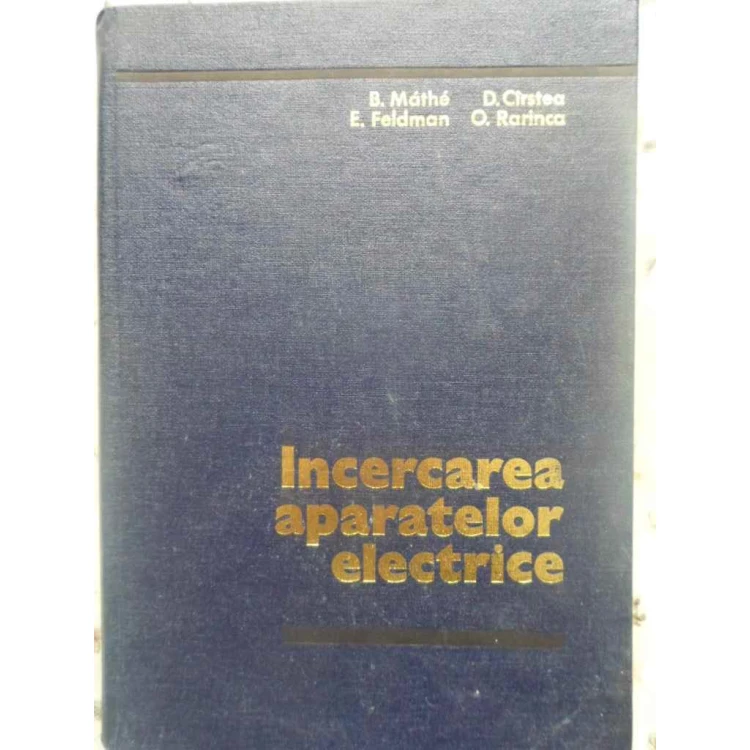 B. Máthé D. Cîrstea
E. Feldman O. Rarinca
Incercarea
aparatelor
electrice